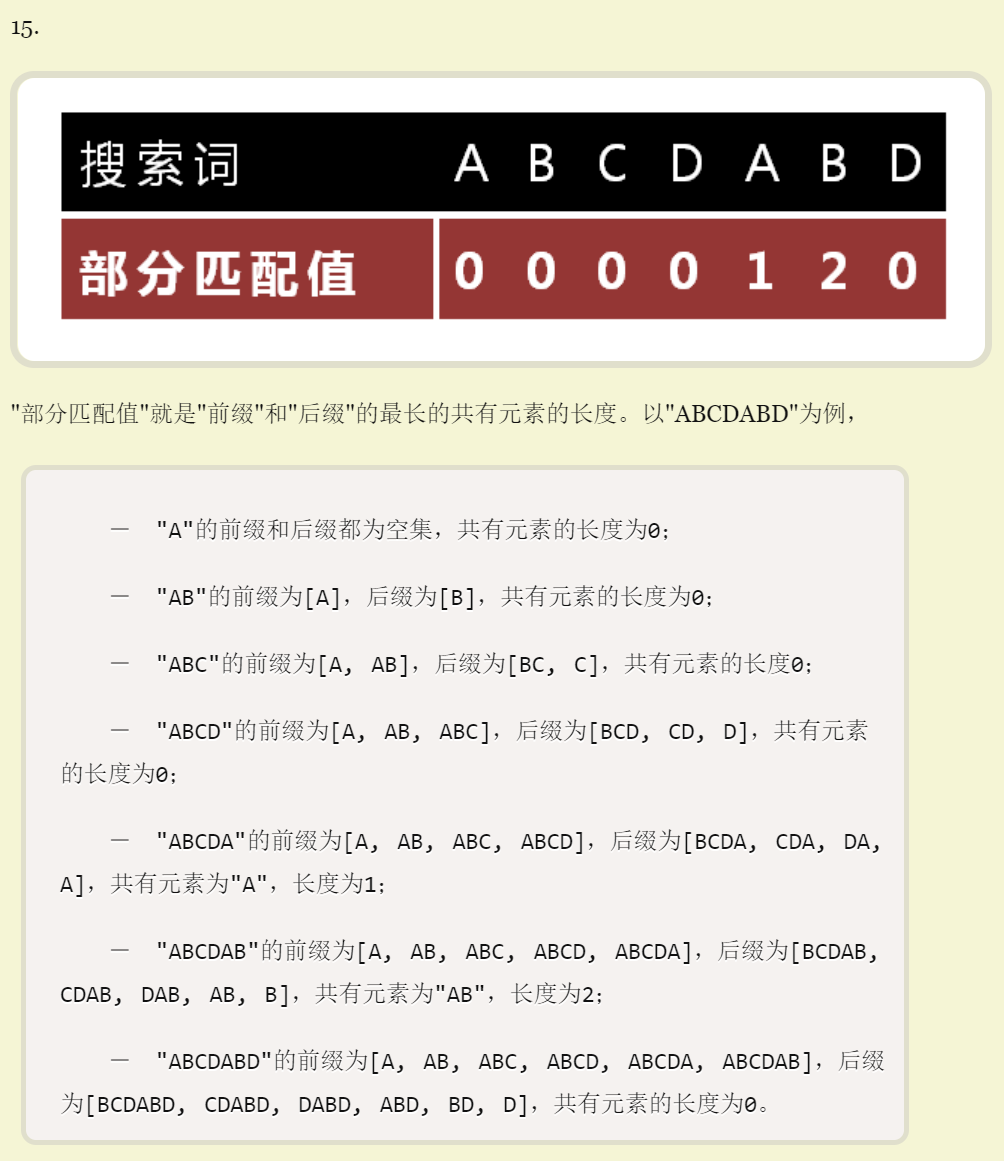 15.
搜索词 A B C D A B D
部分匹配值 0 0 0 0 1 2 0
"部分匹配值"就是"前缀"和"后缀"的最长的共有元素的长度。以"ABCDABD"为例，
－ "A"的前缀和后缀都为空集，共有元素的长度为0；
－ "AB"的前缀为[A]，后缀为[B]，共有元素的长度为0；
－ "ABC"的前缀为[A, AB]，后缀为[BC, C]，共有元素的长度0；
－ "ABCD"的前缀为[A, AB, ABC]，后缀为[BCD, CD, D]，共有元素
的长度为0；
－ "ABCDA"的前缀为[A, AB, ABC, ABCD]，后缀为[BCDA, CDA, DA,
A]，共有元素为"A"，长度为1；
－ "ABCDAB"的前缀为[A, AB, ABC, ABCD, ABCDA]，后缀为[BCDAB,
CDAB, DAB, AB, B]，共有元素为"AB"，长度为2；
－ "ABCDABD"的前缀为[A, AB, ABC, ABCD, ABCDA, ABCDAB]，后缀
为[BCDABD, CDABD, DABD, ABD, BD, D]，共有元素的长度为0。